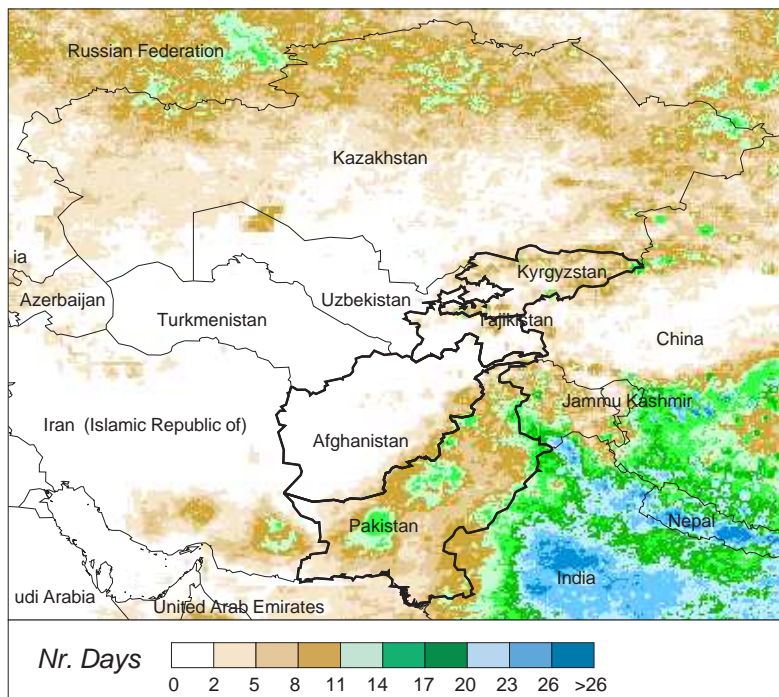 Russian Federation
Kazakhstan
ia
Kyrgyzstan
Azerbaijan
Uzbekistan
Turkmenistan
Tajikistan
China
Jammu Kashmir
Iran (Islamic Republic of)
Afghanistan
Pakistan
Nepal
India
udi Arabia
United Arab Emirates
Nr. Days
0 2 5 8 11 14 17 20 23 26 >26